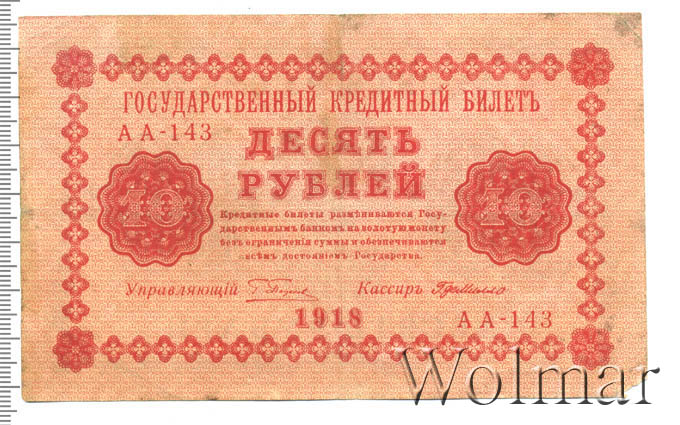 ГОСУДАРСТВЕННЫЙ КРЕДИТНЫЙ БИЛЕТЪ
АА-143
ДЕСЯТЬ
РУБЛЕЙ
10 10
Кредитные билеты размѣниваются Госу-
дарственнымъ банкомъ на золотую монету
безъ ограниченія суммы и обезпечиваются
всѣмъ достояніемъ Государства.
Управляющій Кассиръ
1918
АА-143
Wolmar